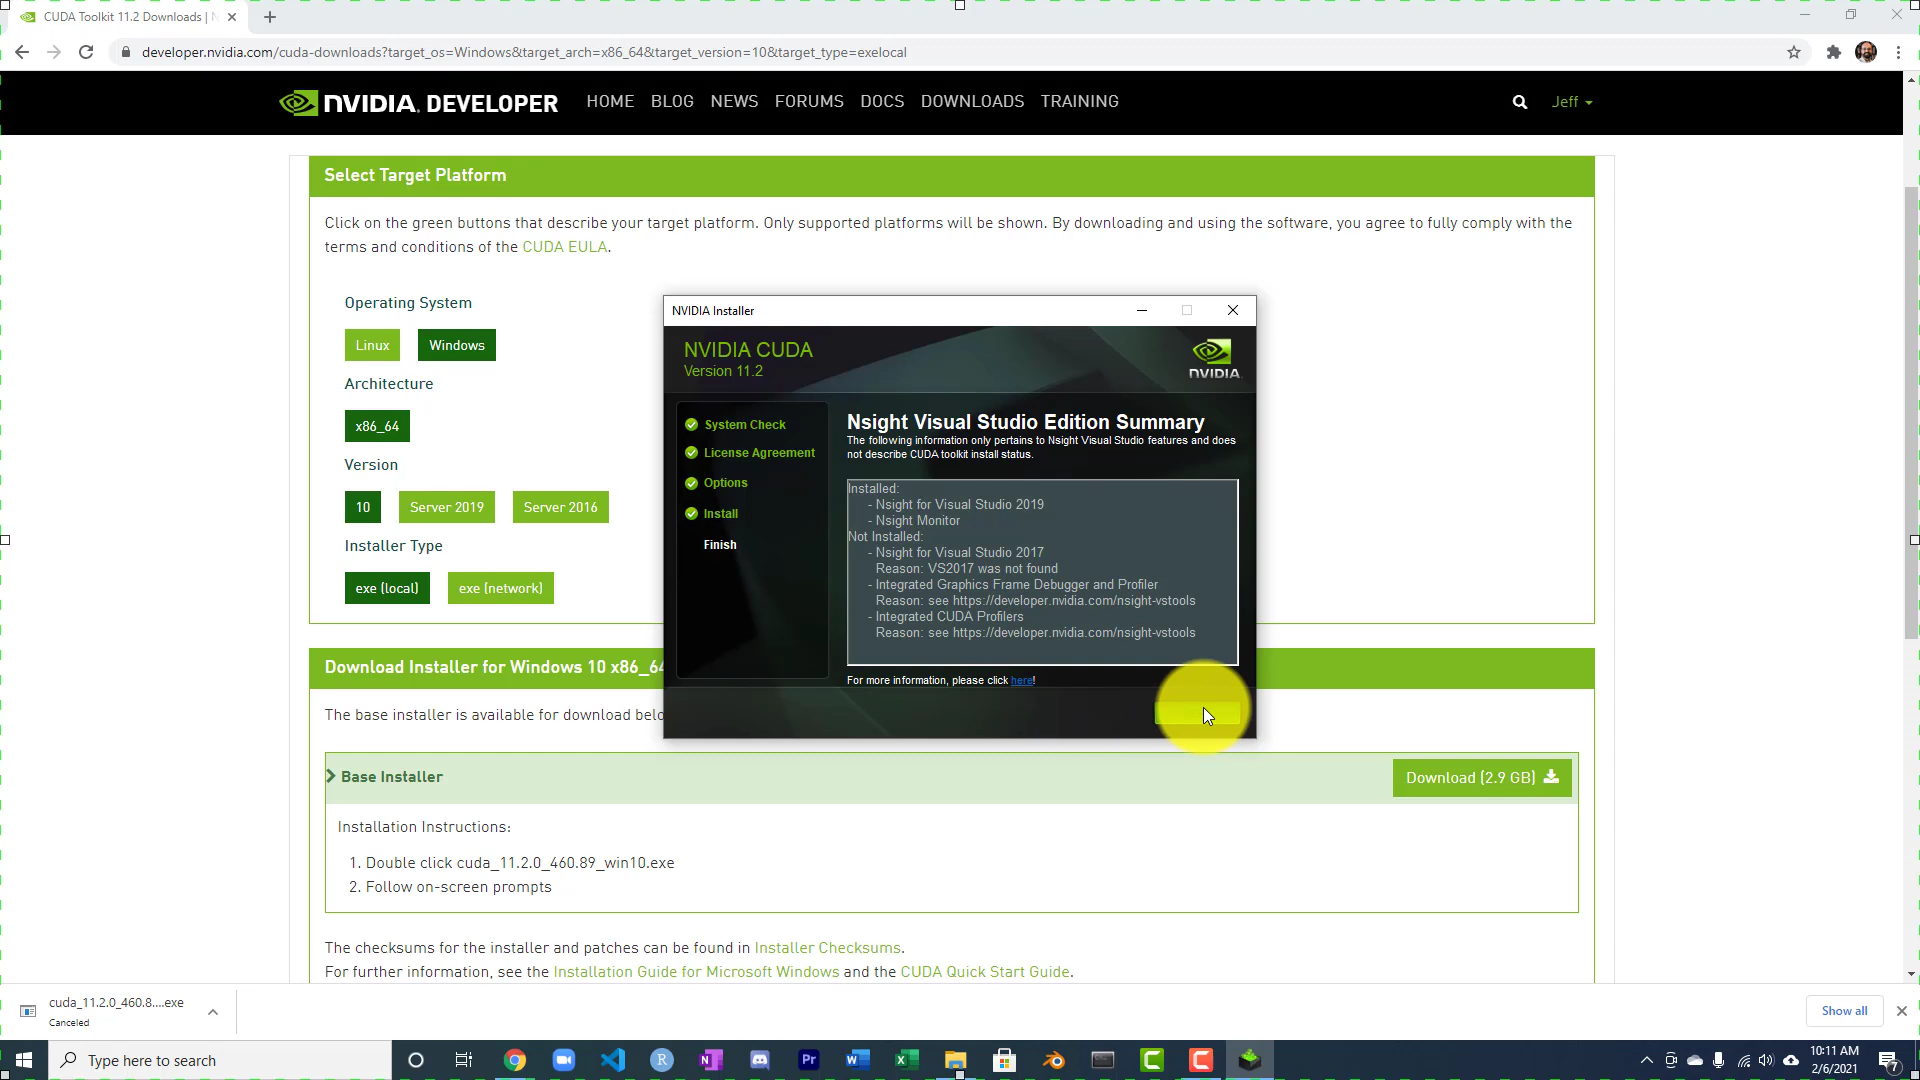 CUDA Toolkit 11.2 Downloads | N
developer.nvidia.com/cuda-downloads?target_os=Windows&target_arch=x86_64&target_version=10&target_type=exelocal
NVIDIA. DEVELOPER
HOME BLOG NEWS FORUMS DOCS DOWNLOADS TRAINING
Jeff
Select Target Platform
Click on the green buttons that describe your target platform. Only supported platforms will be shown. By downloading and using the software, you agree to fully comply with the
terms and conditions of the CUDA EULA.
Operating System
Linux Windows
Architecture
x86_64
Version
10 Server 2019 Server 2016
Installer Type
exe (local) exe (network)
NVIDIA Installer
NVIDIA CUDA
Version 11.2
NVIDIA.
System Check
License Agreement
Options
Install
Finish
Nsight Visual Studio Edition Summary
The following information only pertains to Nsight Visual Studio features and does
not describe CUDA toolkit install status.
Installed:
- Nsight for Visual Studio 2019
- Nsight Monitor
Not Installed:
- Nsight for Visual Studio 2017
Reason: VS2017 was not found
- Integrated Graphics Frame Debugger and Profiler
Reason: see https://developer.nvidia.com/nsight-vstools
- Integrated CUDA Profilers
Reason: see https://developer.nvidia.com/nsight-vstools
For more information, please click here!
Download Installer for Windows 10 x86_64
The base installer is available for download belo
Base Installer
Download (2.9 GB)
Installation Instructions:
1. Double click cuda_11.2.0_460.89_win10.exe
2. Follow on-screen prompts
The checksums for the installer and patches can be found in Installer Checksums.
For further information, see the Installation Guide for Microsoft Windows and the CUDA Quick Start Guide.
cuda_11.2.0_460.8....exe
Canceled
Show all
Type here to search
R
N
Pr
W
X
10:11 AM
2/6/2021
7